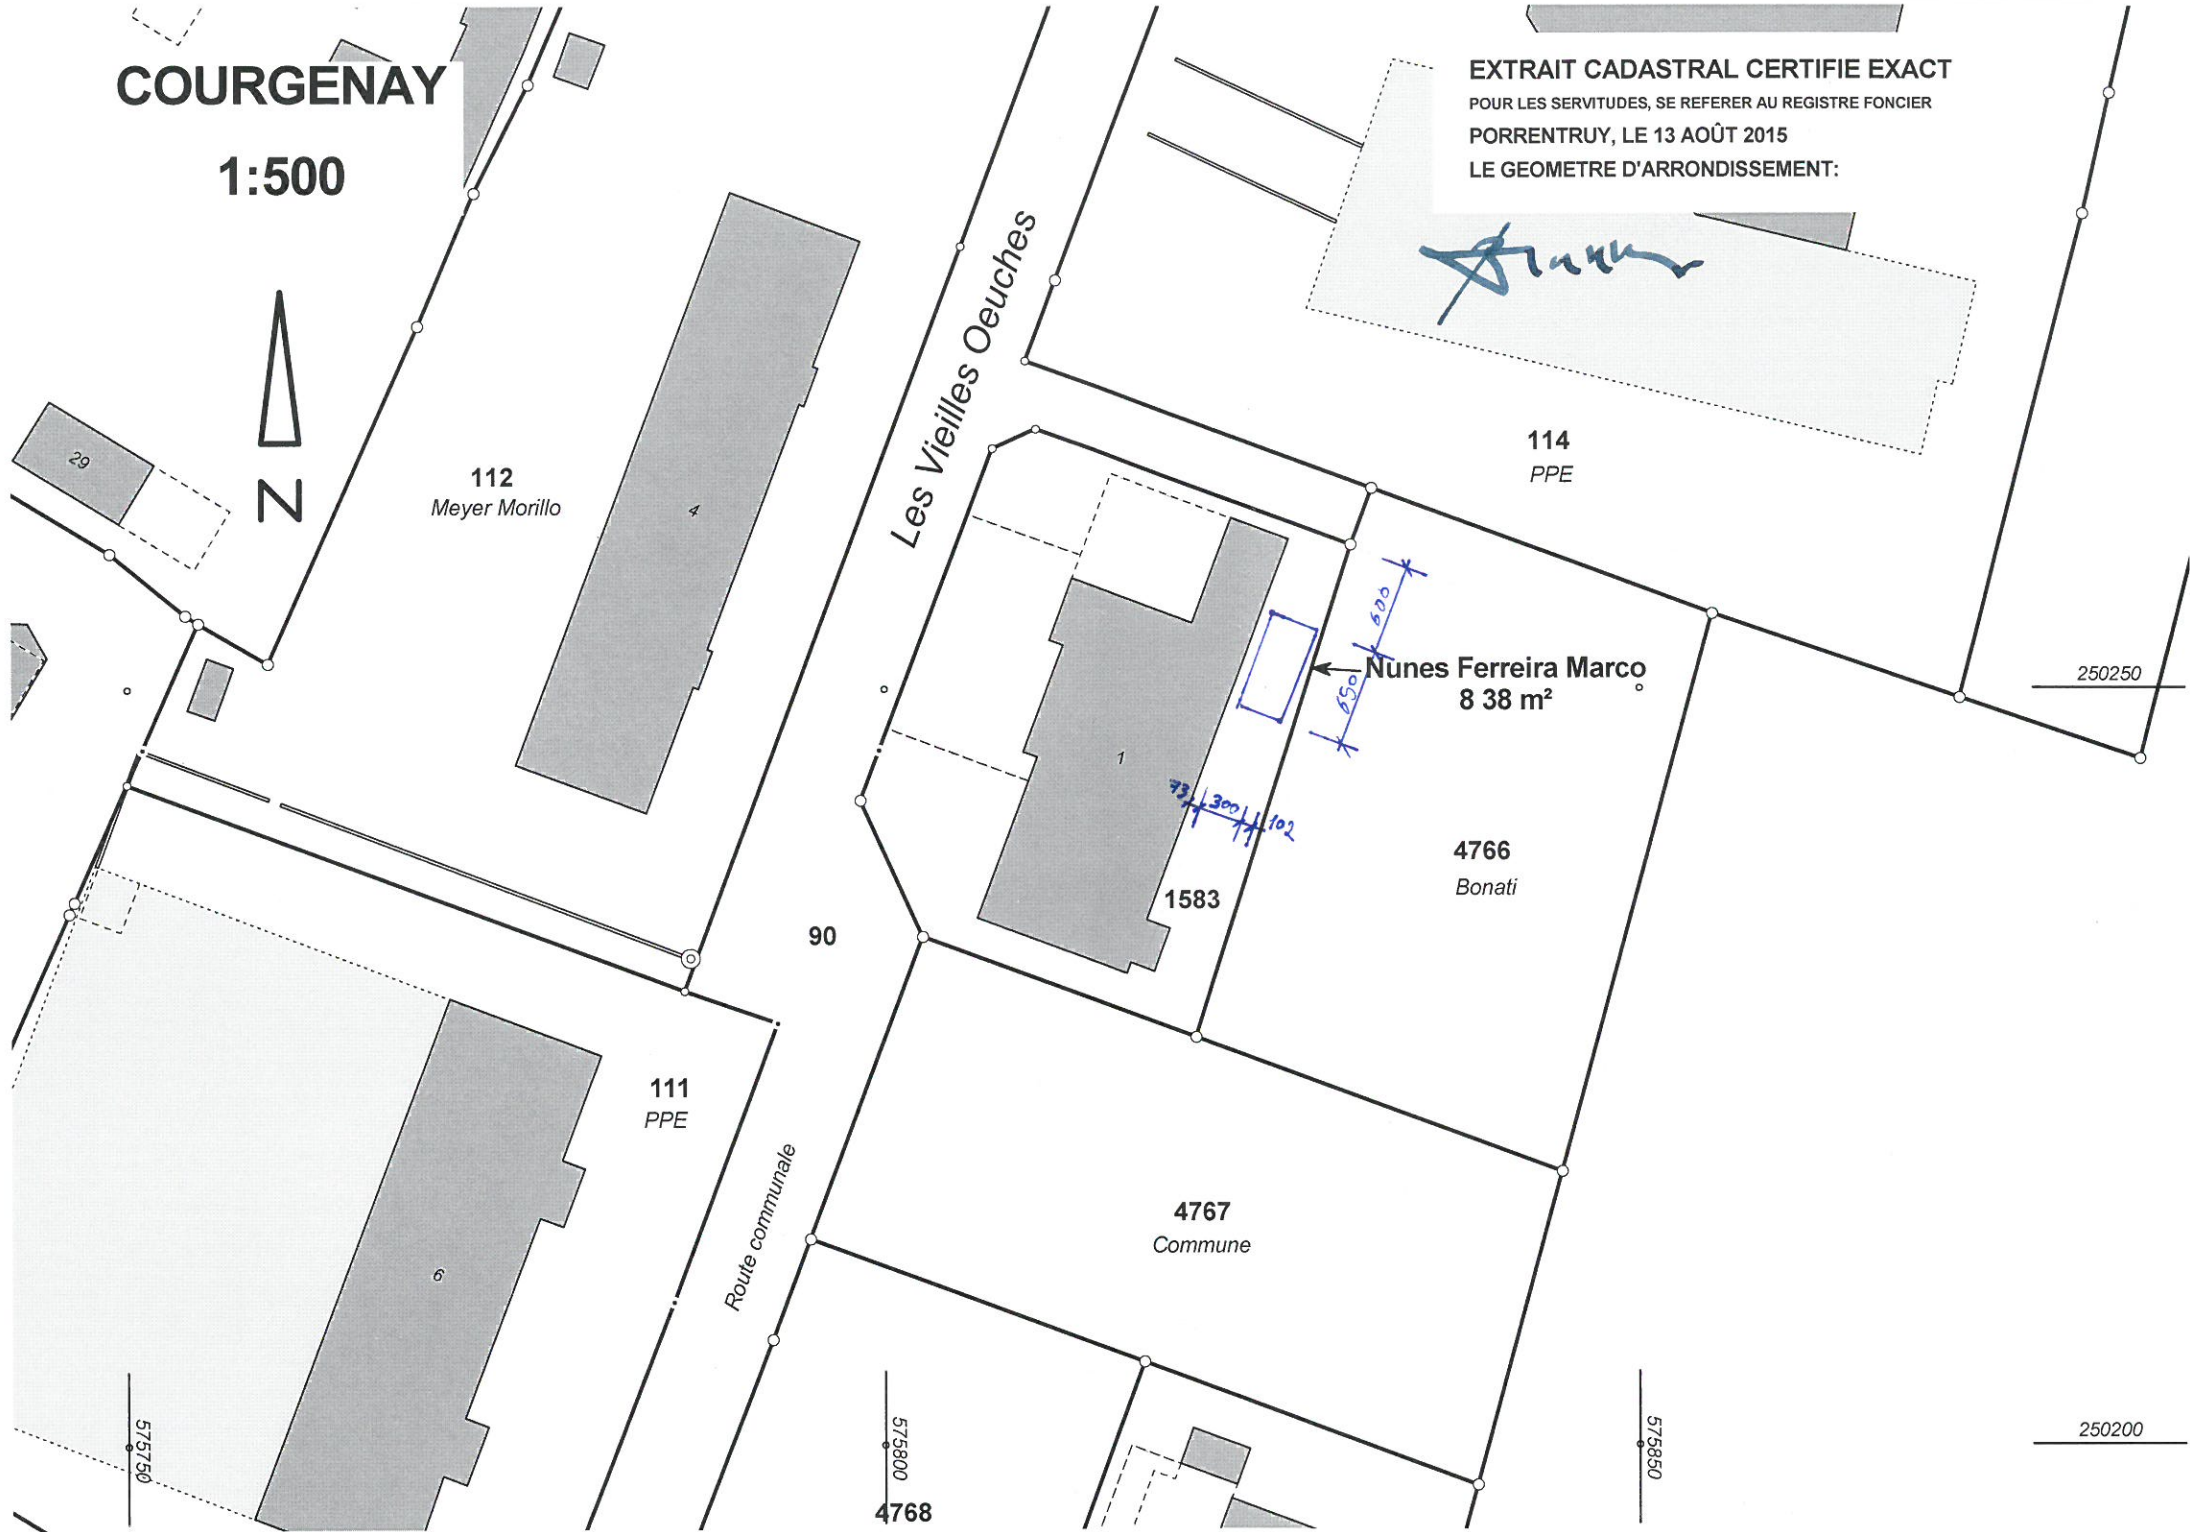 COURGENAY
1:500
EXTRAIT CADASTRAL CERTIFIE EXACT
POUR LES SERVITUDES, SE REFERER AU REGISTRE FONCIER
PORRENTRUY, LE 13 AOÛT 2015
LE GEOMETRE D'ARRONDISSEMENT:
N
29
112
Meyer Morillo
4
Les Vieilles Oeuches
114
PPE
600
Nunes Ferreira Marco
8 38 m²
650
250250
1
73
300
102
4766
Bonati
1583
90
111
PPE
Route communale
4767
Commune
6
575750
575800
575850
250200
4768